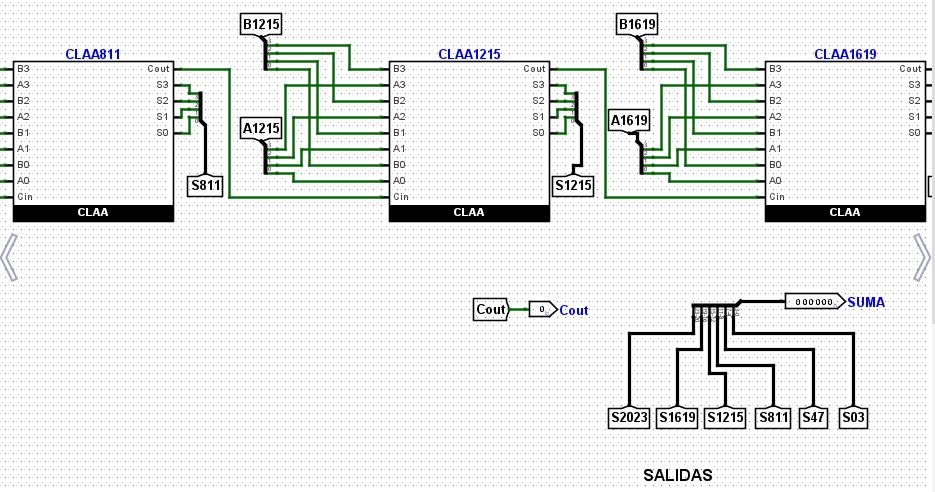 B1215
B1619
CLAA811
CLAA1215
CLAA1619
B3 Cout
A3 S3
B2 S2
A2 S1
B1 S0
A1
B0
A0
Cin
CLAA
S811
A1215
B3 Cout
A3 S3
B2 S2
A2 S1
B1 S0
A1
B0
A0
Cin
CLAA
S1215
A1619
B3 Cout
A3 S3
B2 S2
A2 S1
B1 S0
A1
B0
A0
Cin
CLAA
Cout 0 Cout
000000 SUMA
S2023 S1619 S1215 S811 S47 S03
SALIDAS